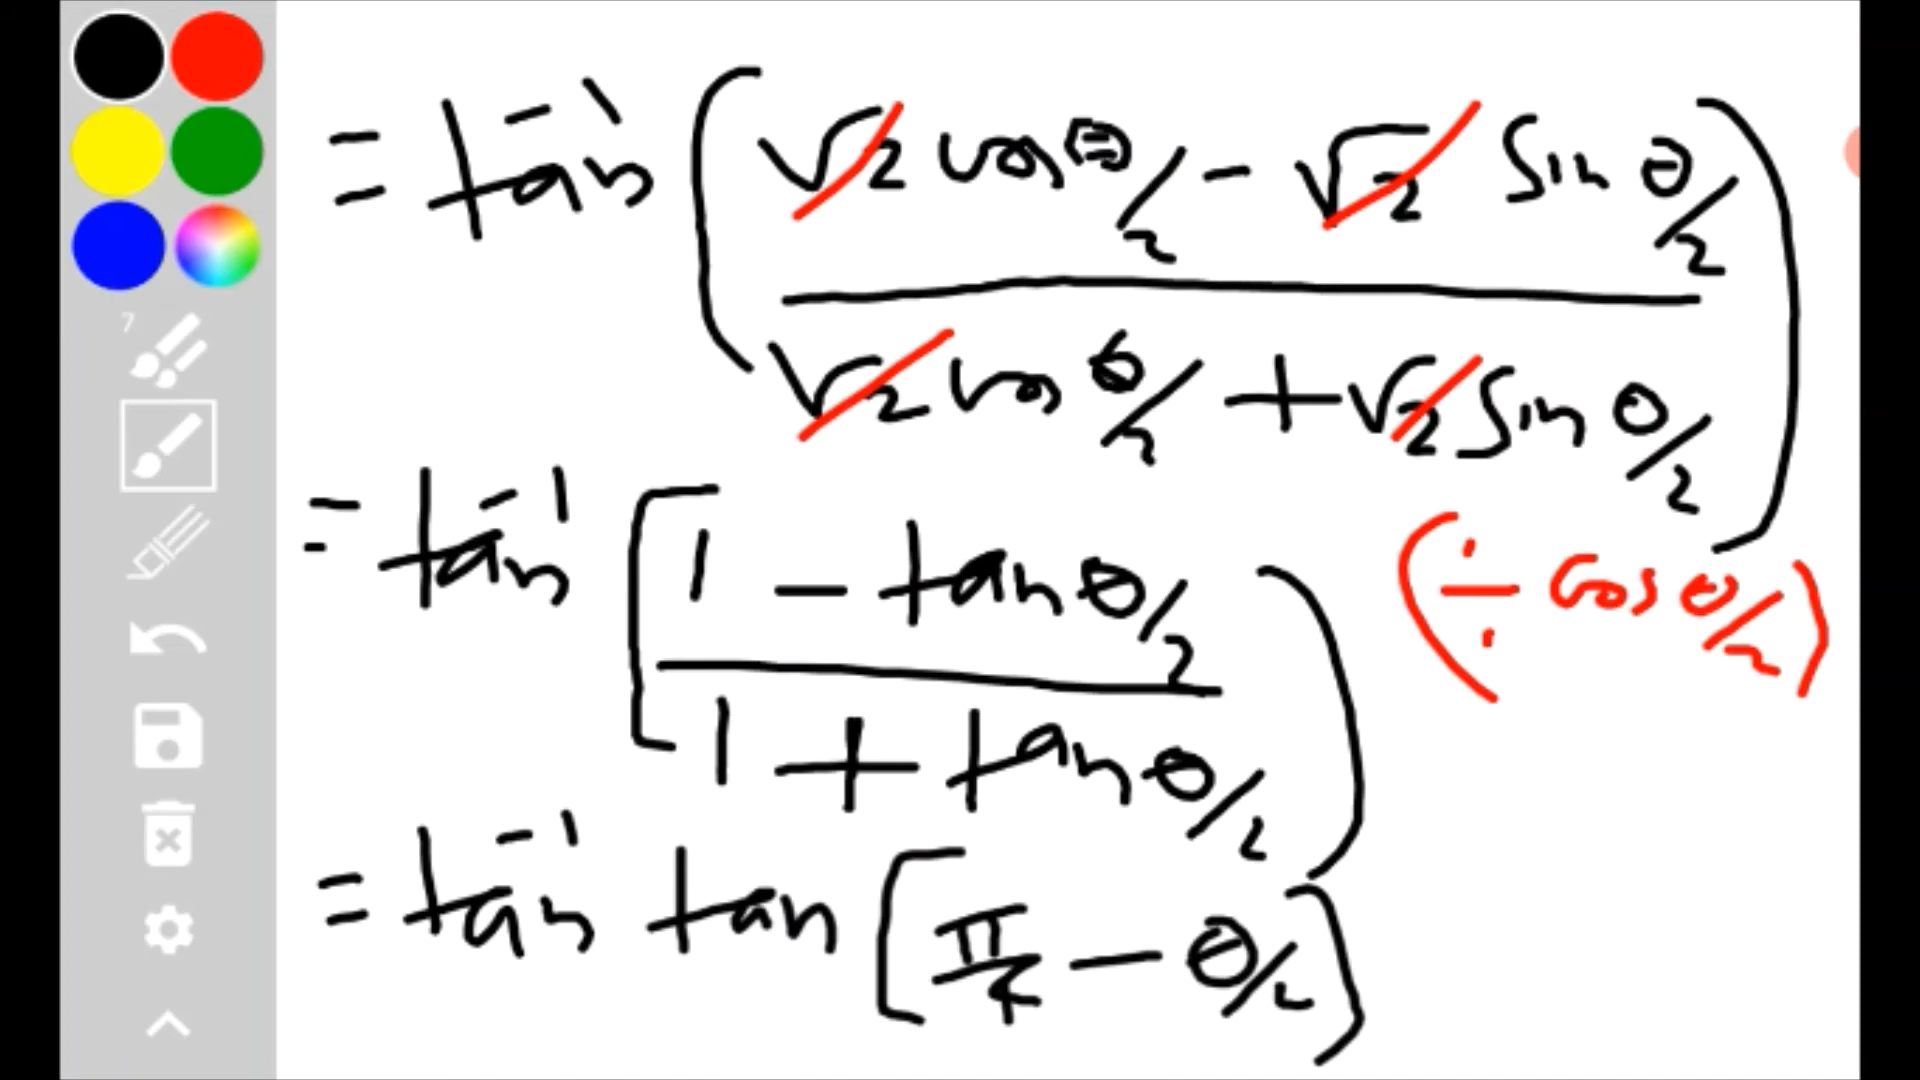 7
= tan⁻¹ ( √2 cos θ/2 - √2 sin θ/2
√2 cos θ/2 + √2 sin θ/2 )
= tan⁻¹ [ 1 - tan θ/2
1 + tan θ/2 ) (÷ cos θ/2)
= tan⁻¹ tan [ π/4 - θ/2 )